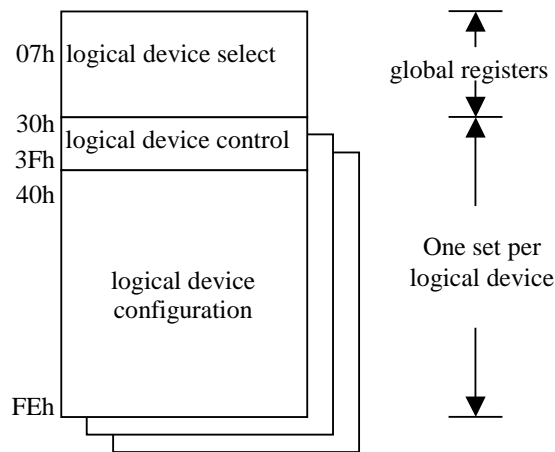 07h logical device select
global registers
30h
logical device control
3Fh
40h
One set per
logical device
logical device
configuration
FEh